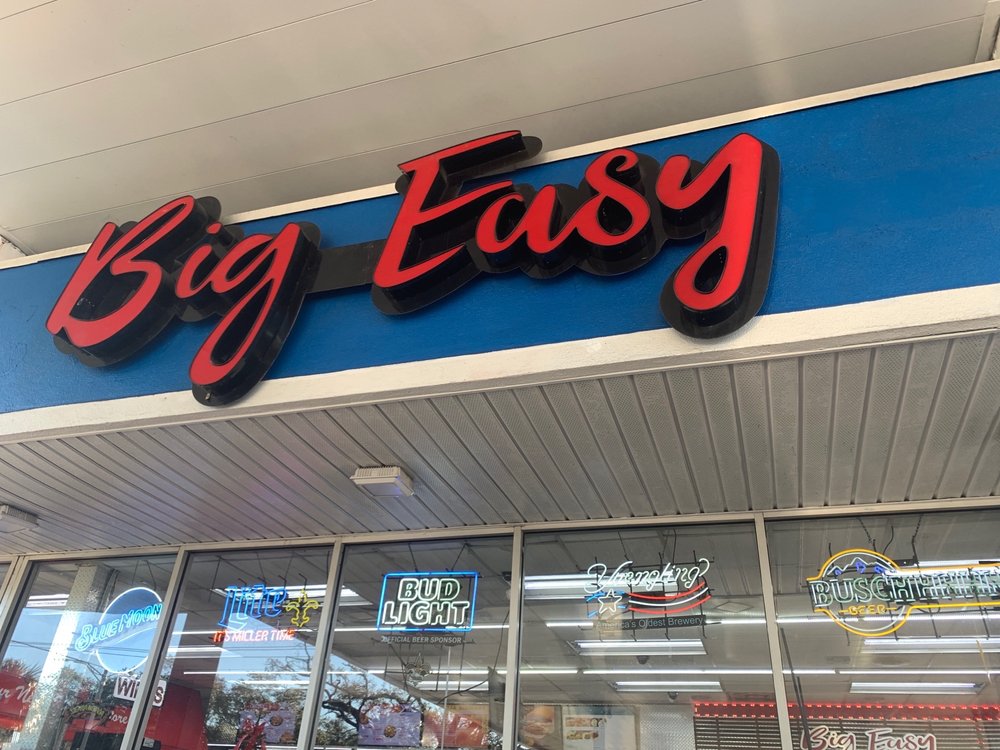 Big Easy
BLUE MOON
Lite
IT'S MILLER TIME
BUD
LIGHT
OFFICIAL BEER SPONSOR
Yuengling
America's Oldest Brewery
BUSCH
BEER
Big Easy